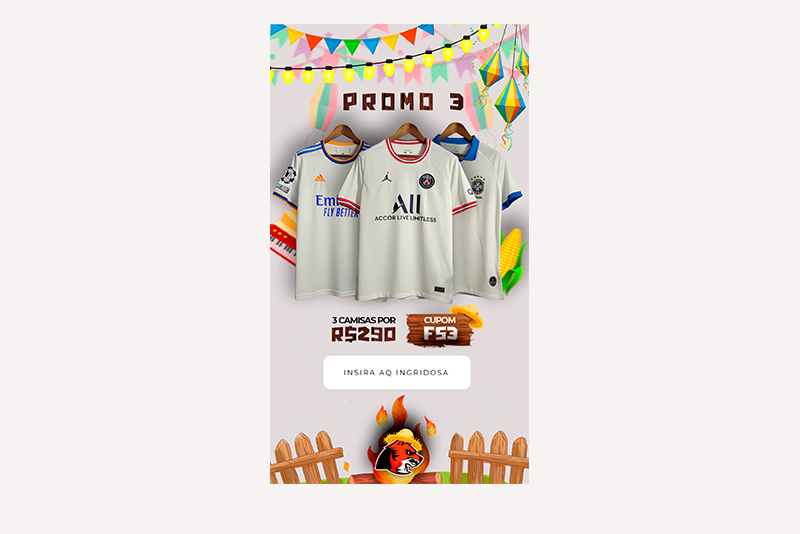 PROMO 3
Emi
FLY BETTER
All
ACCOR LIVE LIMITLESS
3 CAMISAS POR
R$290
CUPOM
FS3
INSIRA AQ INGRIDOSA